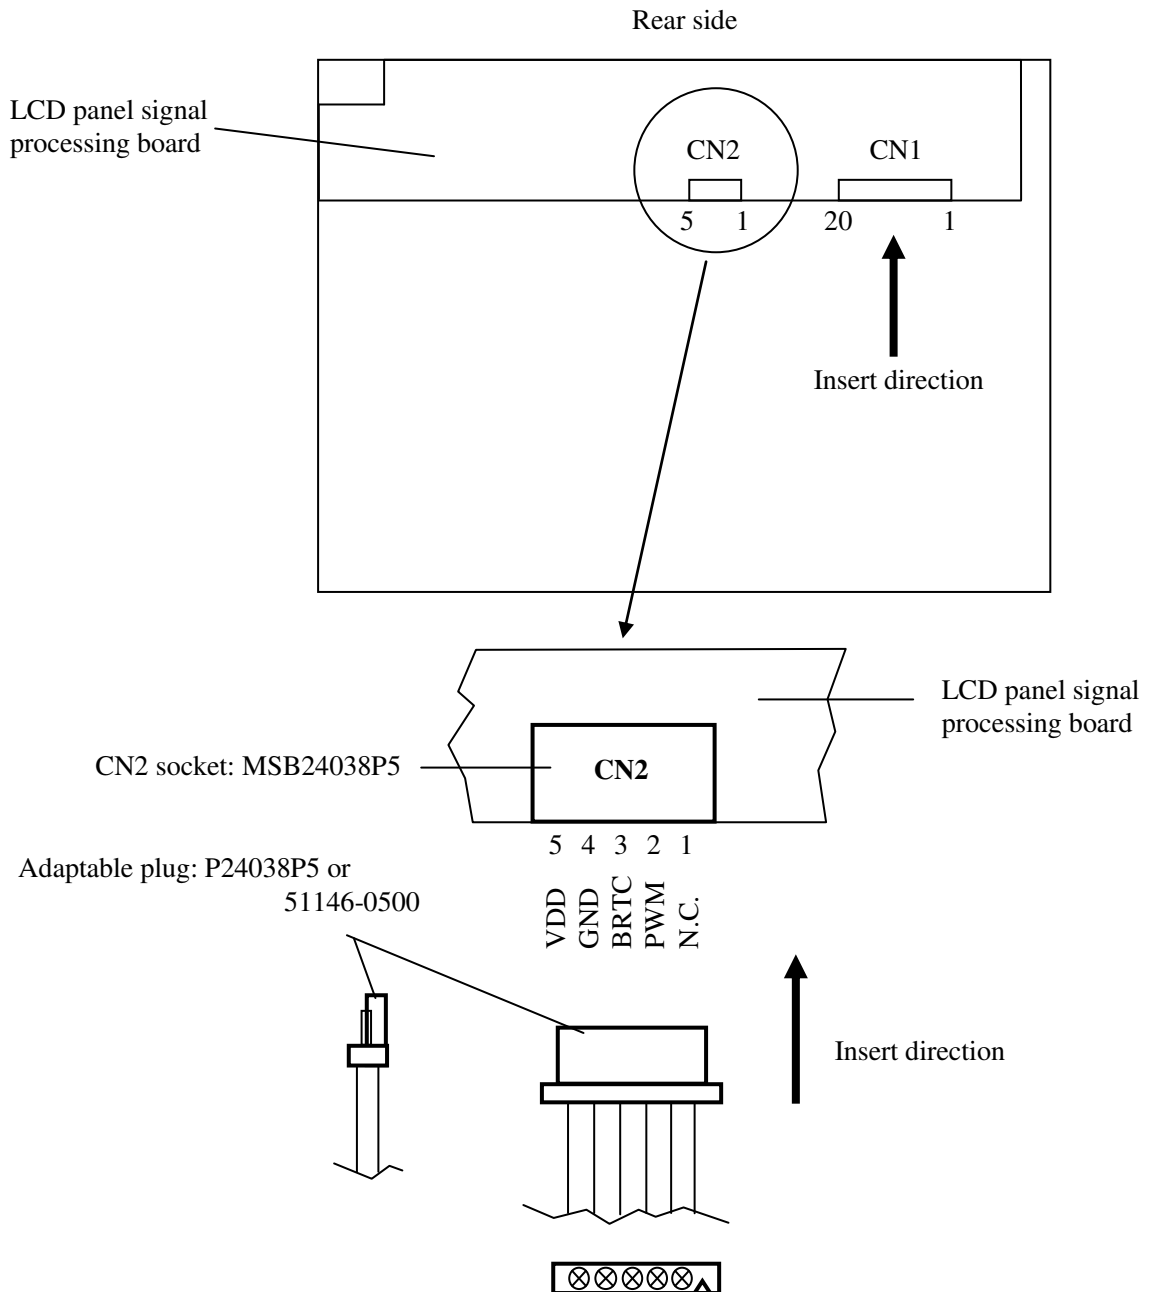 Rear side
LCD panel signal
processing board
CN2
CN1
5 1
20 1
Insert direction
LCD panel signal
processing board
CN2 socket: MSB24038P5
CN2
5 4 3 2 1
Adaptable plug: P24038P5 or
51146-0500
VDD
GND
BRTC
PWM
N.C.
Insert direction